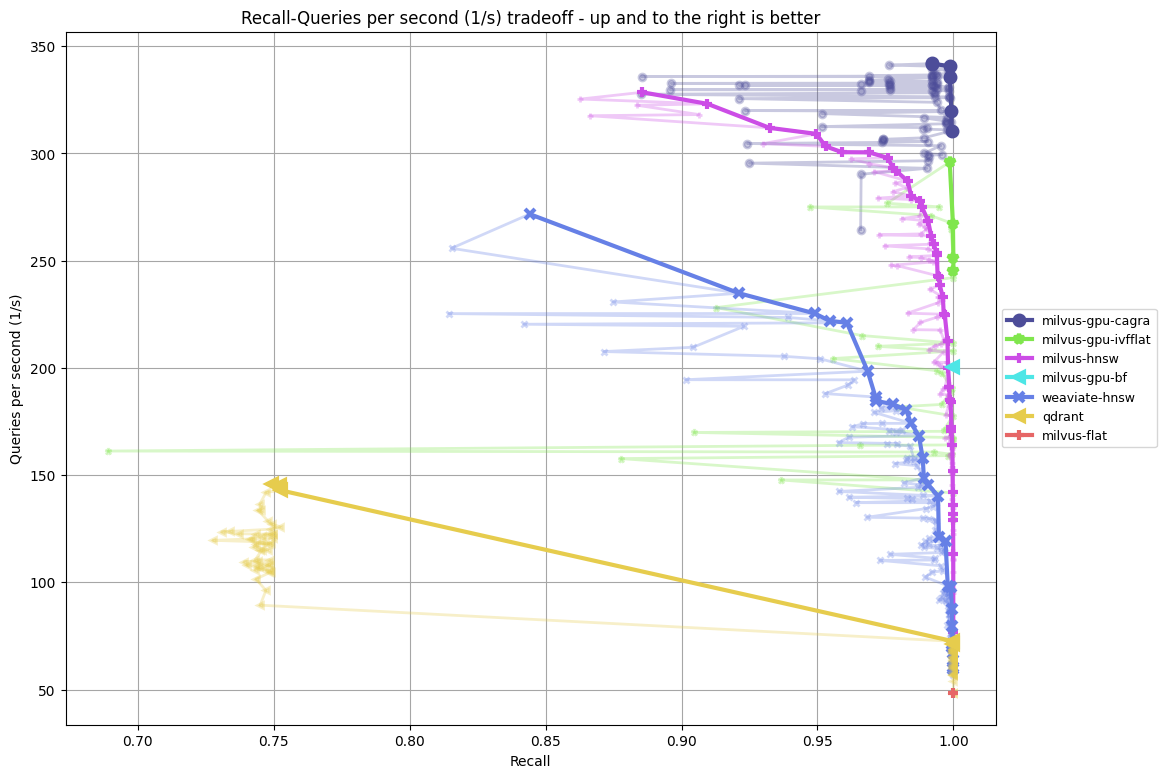 Recall-Queries per second (1/s) tradeoff - up and to the right is better
Queries per second (1/s)
350
300
250
200
150
100
50
0.70 0.75 0.80 0.85 0.90 0.95 1.00
Recall
milvus-gpu-cagra
milvus-gpu-ivfflat
milvus-hnsw
milvus-gpu-bf
weaviate-hnsw
qdrant
milvus-flat